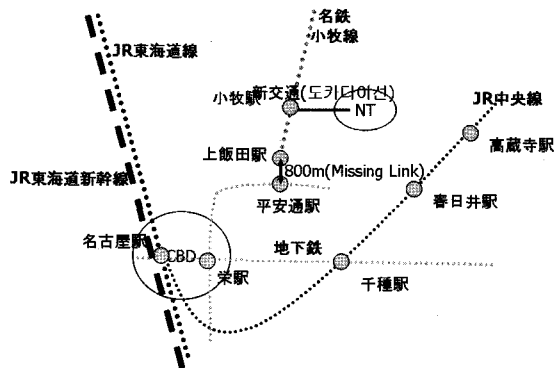 名鉄
小牧線
JR東海道線
新交通(도카다이선)
小牧駅
NT
JR中央線
高蔵寺駅
上飯田駅
800m(Missing Link)
JR東海道新幹線
平安通駅
春日井駅
名古屋駅
CBD
栄駅
地下鉄
千種駅